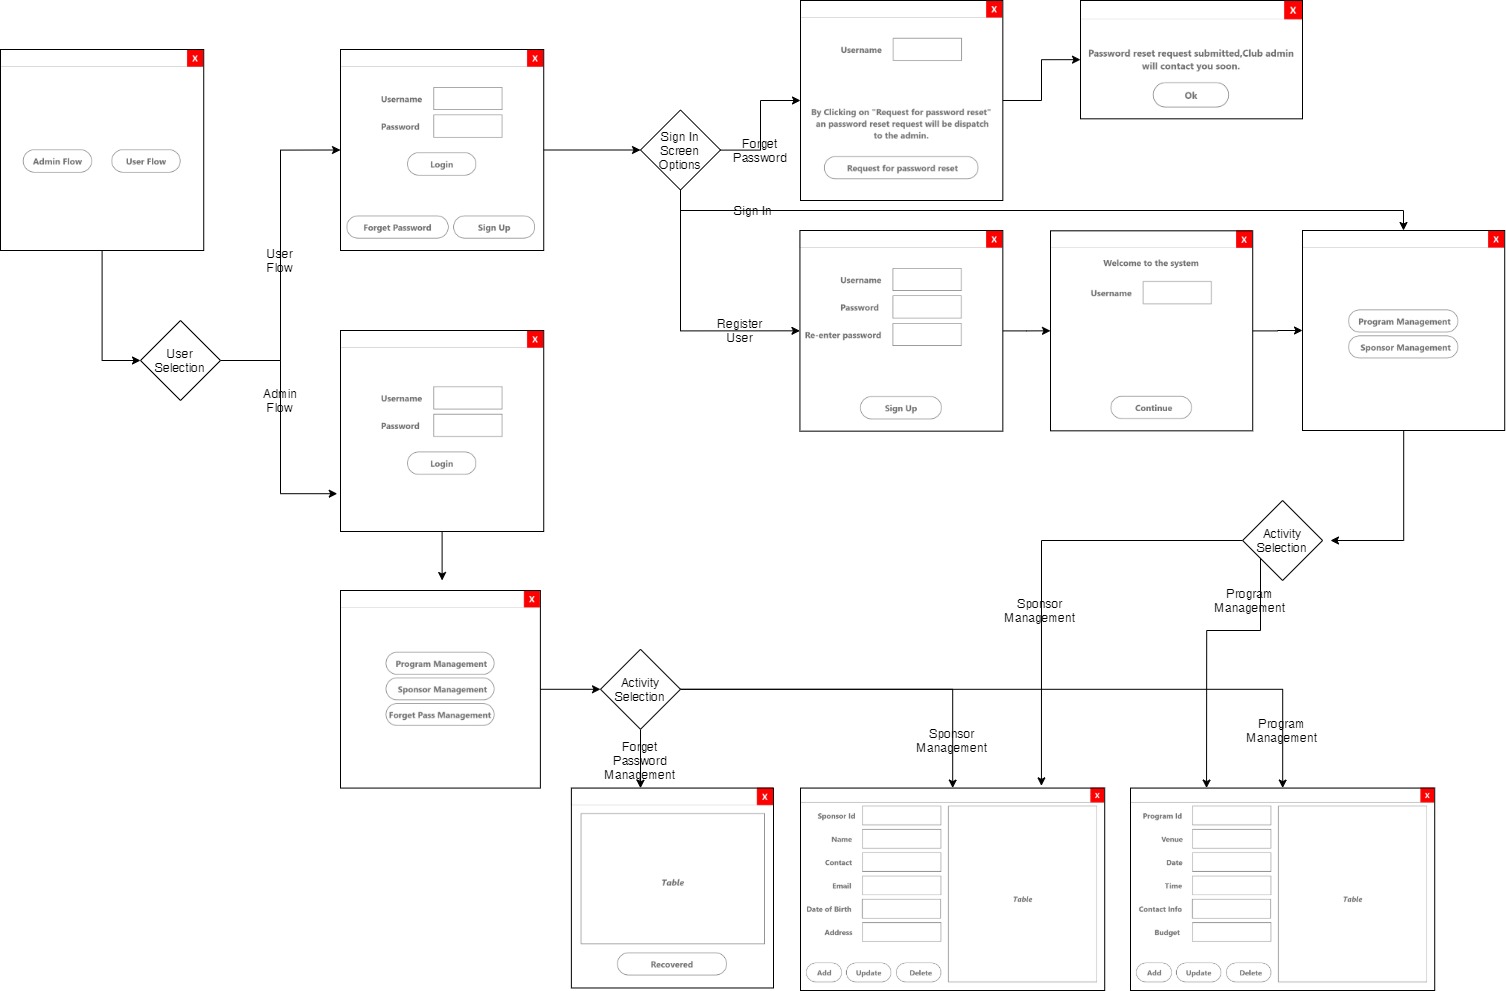 X
Admin Flow
User Flow
User
Selection
User
Flow
Admin
Flow
X
Username
Password
Login
Forget Password
Sign Up
Sign In
Screen
Options
Forget
Password
Sign In
Register
User
X
Username
By Clicking on "Request for password reset"
an password reset request will be dispatch
to the admin.
Request for password reset
X
Password reset request submitted,Club admin
will contact you soon.
Ok
X
Username
Password
Re-enter password
Sign Up
X
Welcome to the system
Username
Continue
X
Program Management
Sponsor Management
Activity
Selection
Sponsor
Management
Program
Management
X
Username
Password
Login
X
Program Management
Sponsor Management
Forget Pass Management
Activity
Selection
Forget
Password
Management
Sponsor
Management
Program
Management
X
Table
Recovered
X
Sponsor Id
Name
Contact
Email
Date of Birth
Address
Add
Update
Delete
Table
X
Program Id
Venue
Date
Time
Contact Info
Budget
Add
Update
Delete
Table